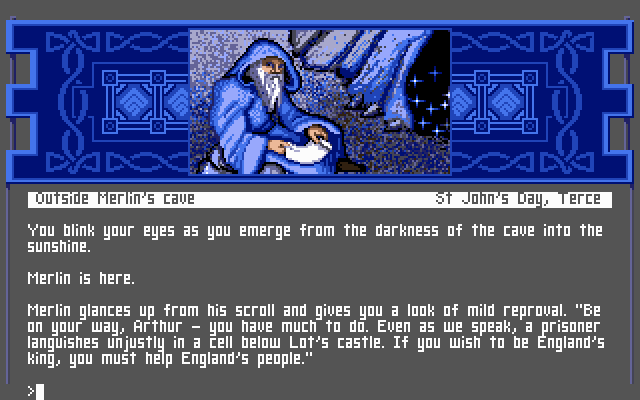 Outside Merlin's cave St John's Day, Terce
You blink your eyes as you emerge from the darkness of the cave into the
sunshine.
Merlin is here.
Merlin glances up from his scroll and gives you a look of mild reproval. "Be
on your way, Arthur - you have much to do. Even as we speak, a prisoner
languishes unjustly in a cell below Lot's castle. If you wish to be England's
king, you must help England's people."
>